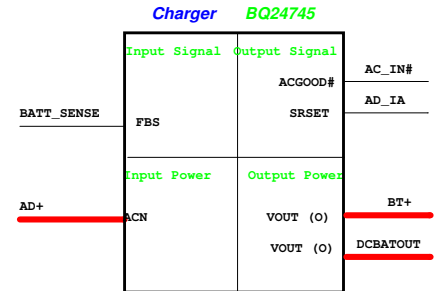 Charger BQ24745
Input Signal Output Signal
ACGOOD# AC_IN#
SRSET AD_IA
BATT_SENSE FBS
Input Power Output Power
AD+ ACN
VOUT (O) BT+
VOUT (O) DCBATOUT